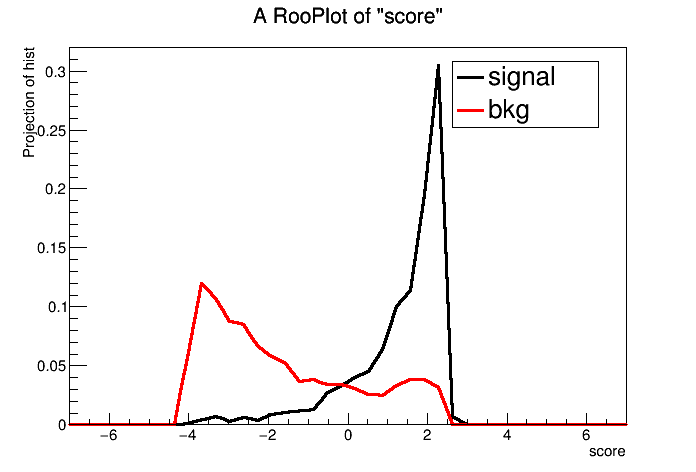 A RooPlot of "score"
Projection of hist
0.3
0.25
0.2
0.15
0.1
0.05
0
signal
bkg
−6 −4 −2 0 2 4 6
score